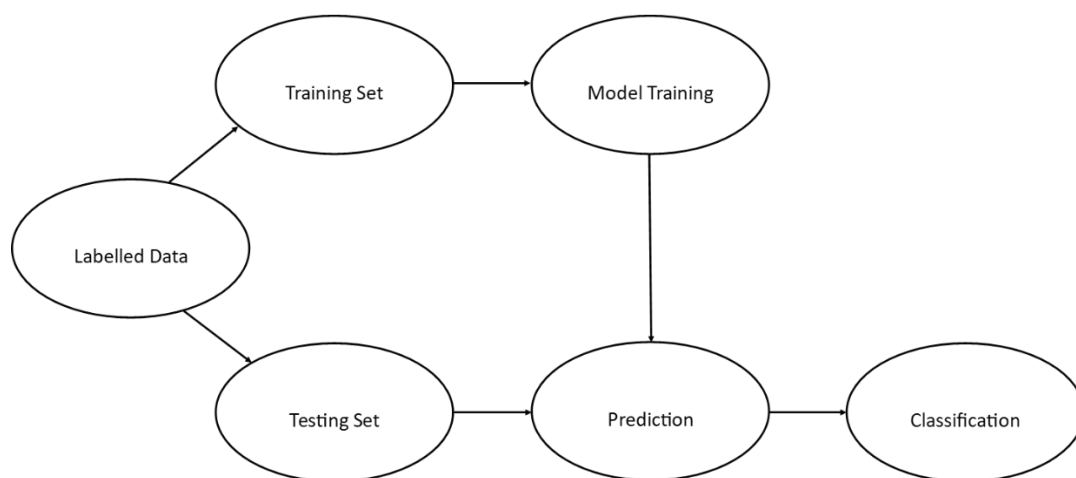 Training Set
Model Training
Labelled Data
Testing Set
Prediction
Classification